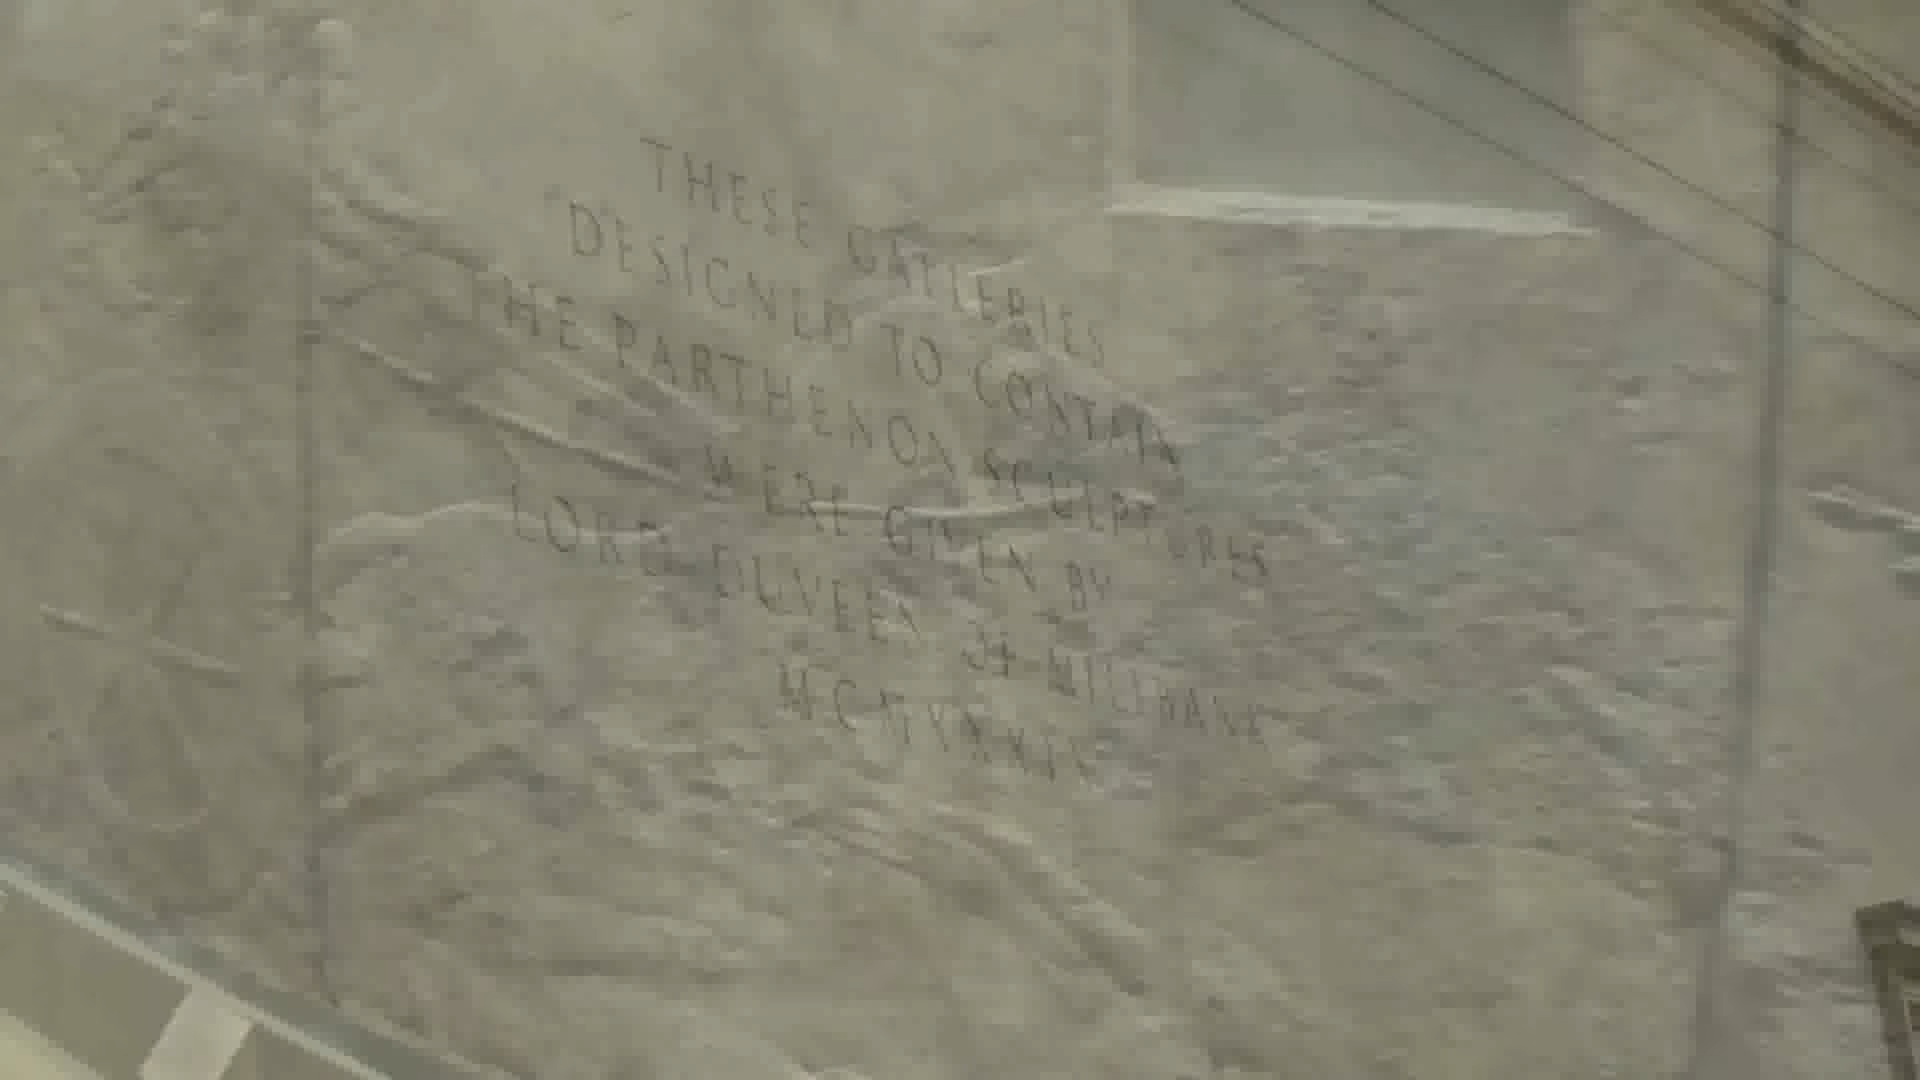 THESE GALLERIES
DESIGNED TO CONTAIN
THE PARTHENON SCULPTURES
WERE GIVEN BY
LORD DUVEEN OF MILLBANK